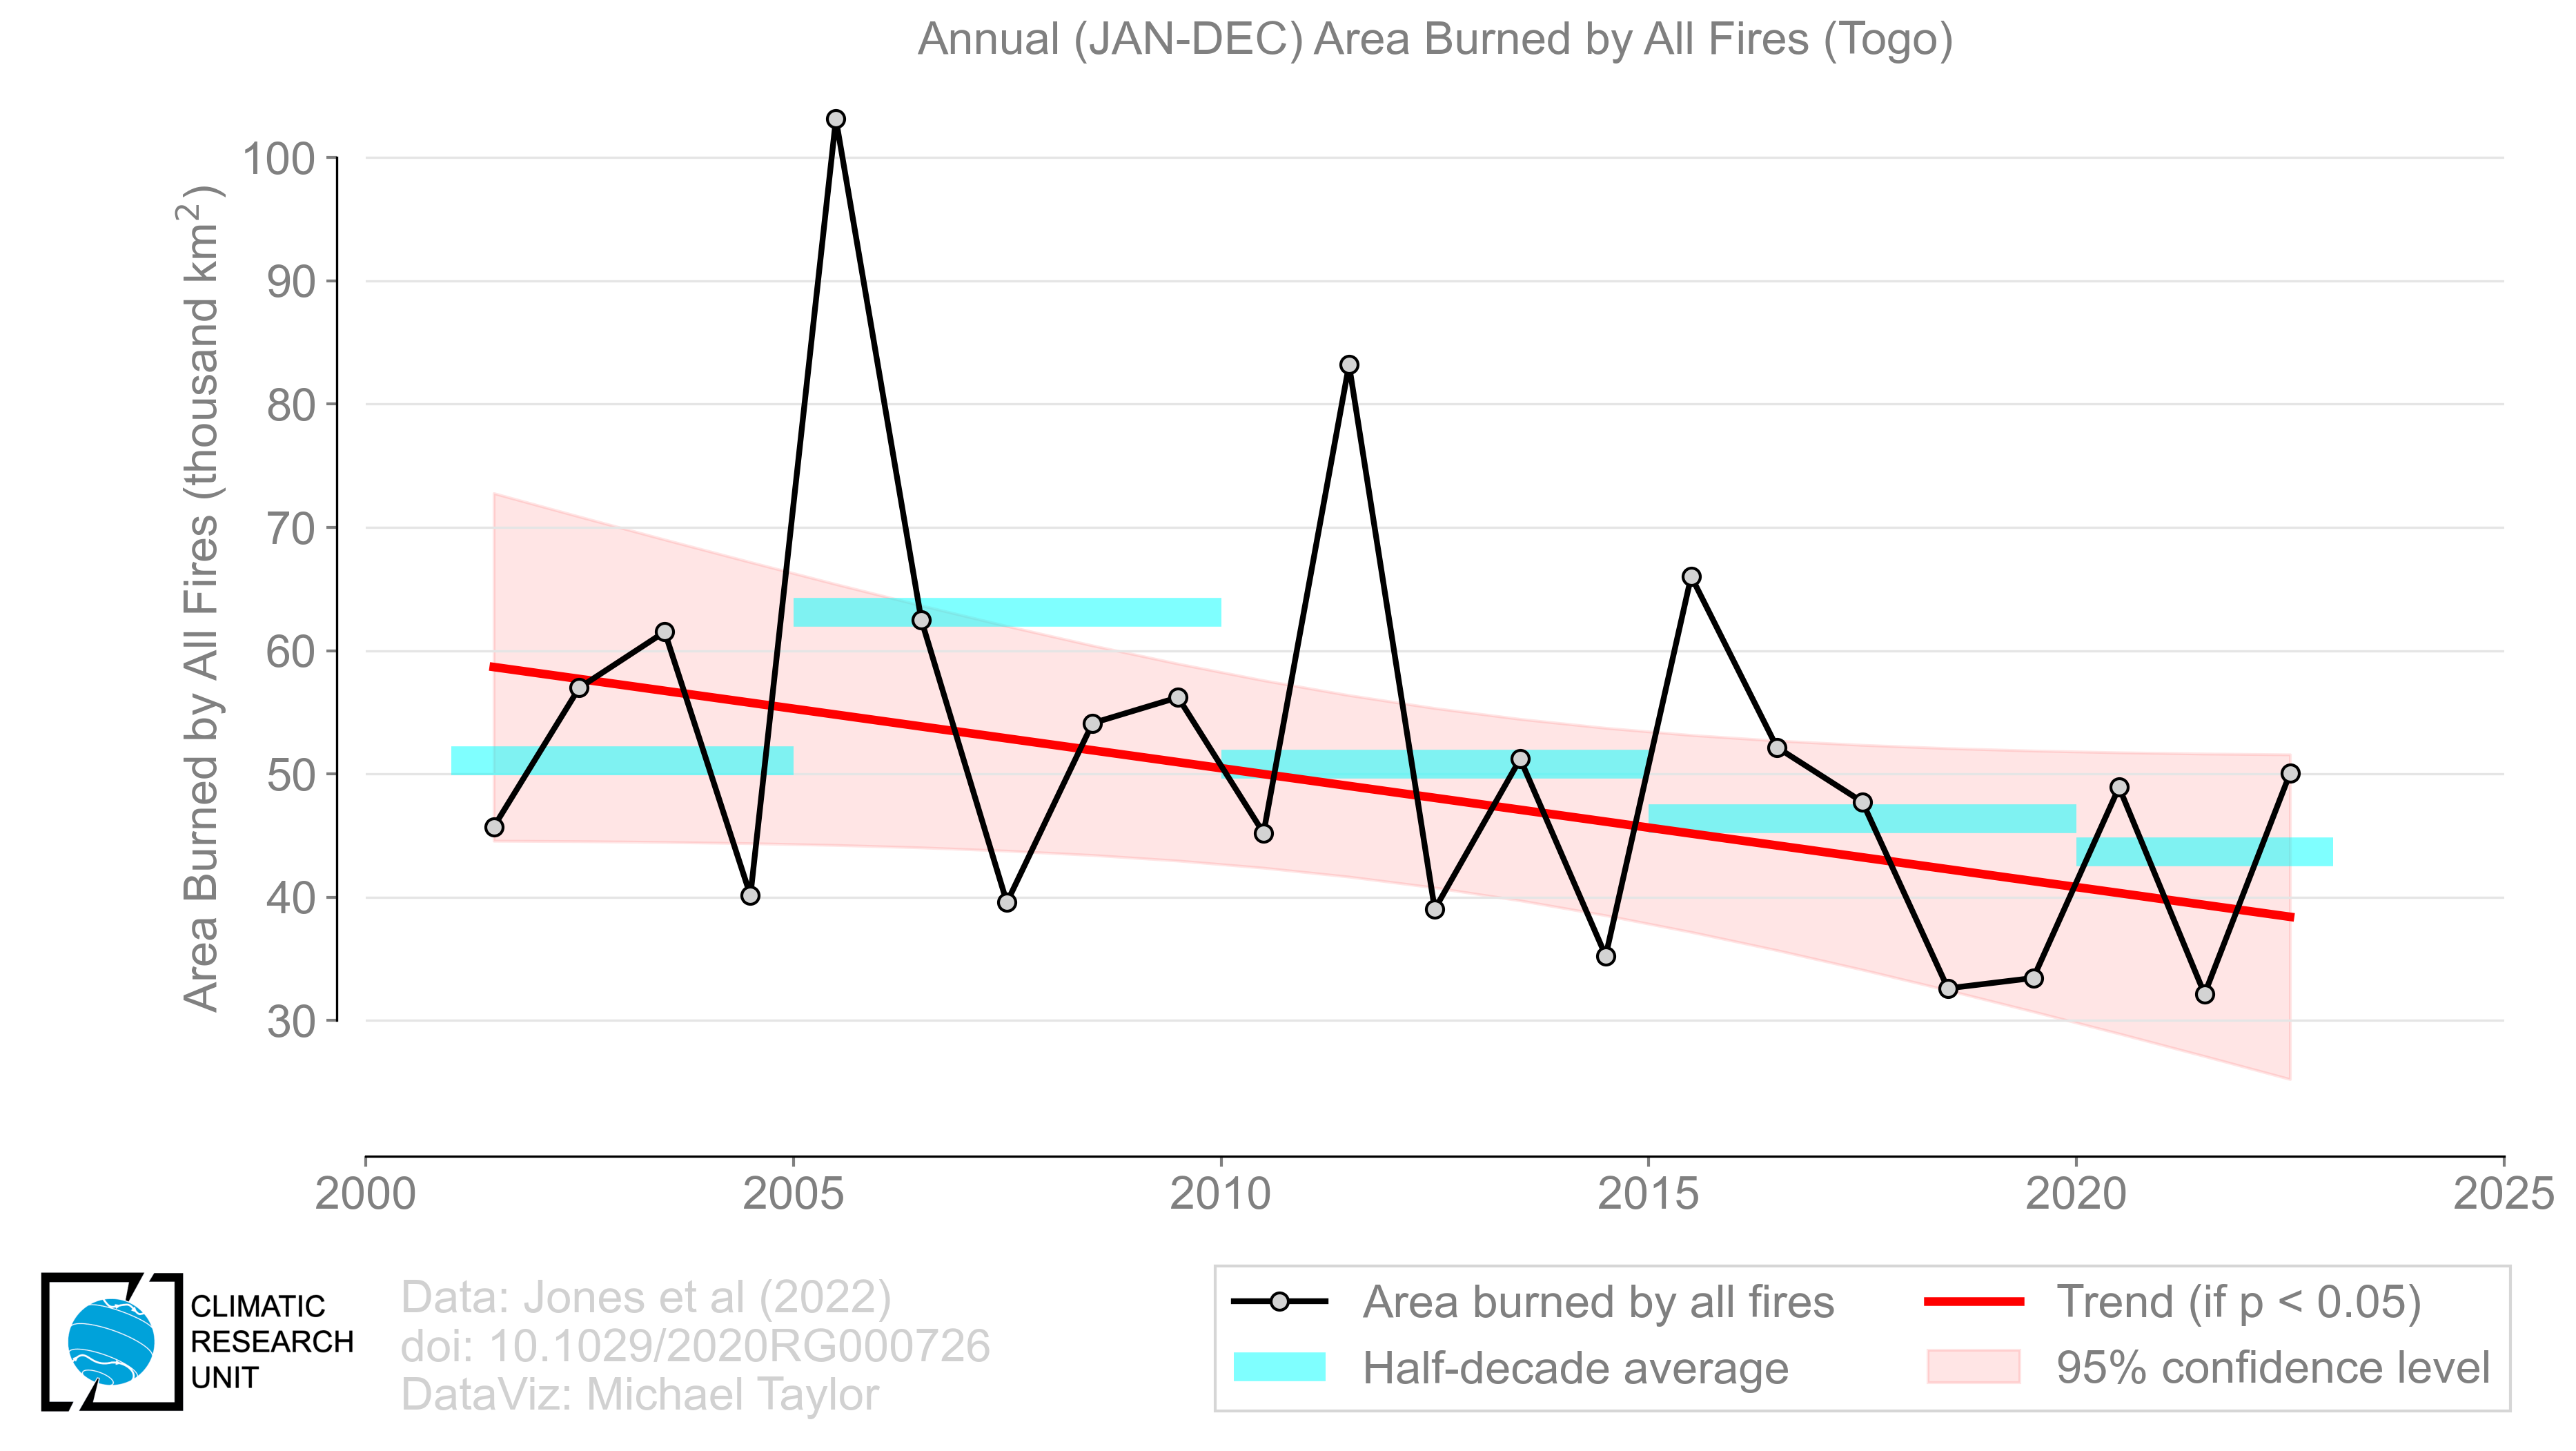 Annual (JAN-DEC) Area Burned by All Fires (Togo)
Area Burned by All Fires (thousand km²)
100
90
80
70
60
50
40
30
2000 2005 2010 2015 2020 2025
CLIMATIC
RESEARCH
UNIT
Data: Jones et al (2022)
doi: 10.1029/2020RG000726
DataViz: Michael Taylor
Area burned by all fires
Half-decade average
Trend (if p < 0.05)
95% confidence level